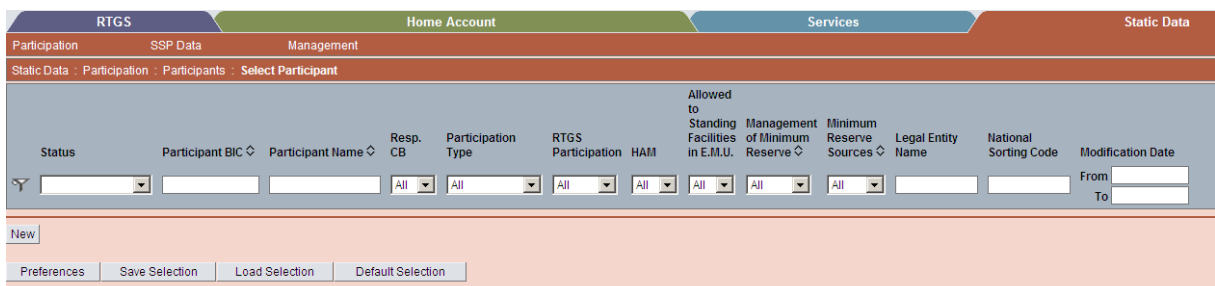 RTGS Home Account Services Static Data
Participation SSP Data Management
Static Data : Participation : Participants : Select Participant
Allowed
to
Standing Management Minimum
Resp. Participation RTGS Facilities of Minimum Reserve Legal Entity National
Status Participant BIC Participant Name CB Type Participation HAM in E.M.U. Reserve Sources Name Sorting Code Modification Date
All All All All All All All From
To
New
Preferences Save Selection Load Selection Default Selection